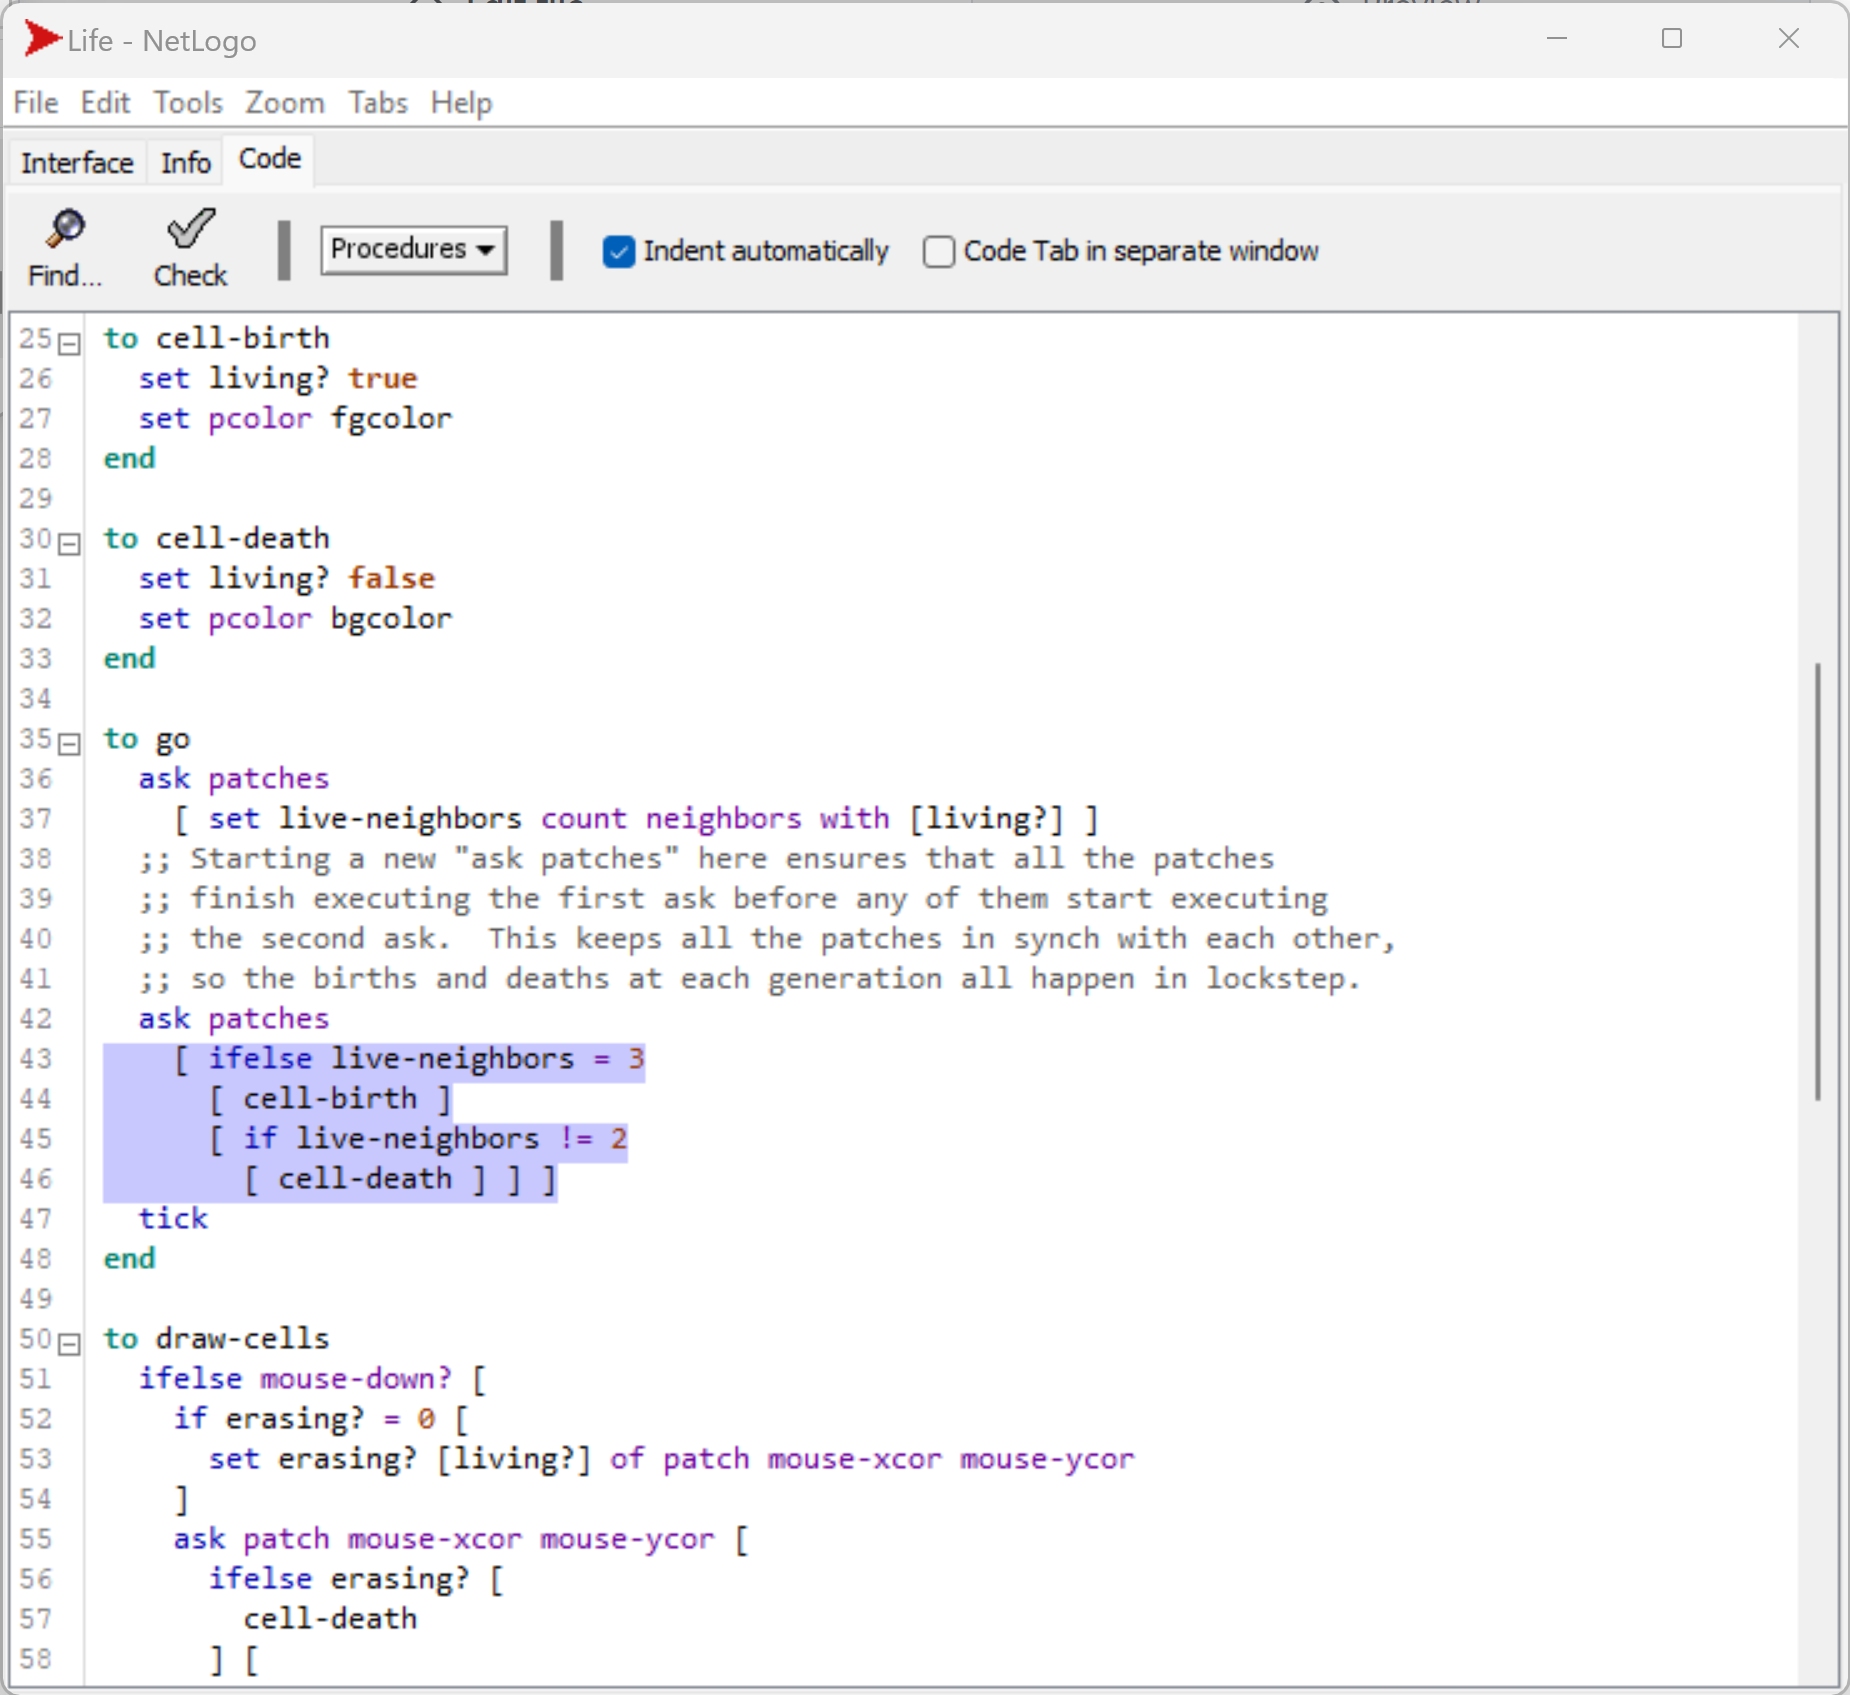 Life - NetLogo
File Edit Tools Zoom Tabs Help
Interface Info Code
Find... Check Procedures Indent automatically Code Tab in separate window
25 to cell-birth
26 set living? true
27 set pcolor fgcolor
28 end
29
30 to cell-death
31 set living? false
32 set pcolor bgcolor
33 end
34
35 to go
36 ask patches
37 [ set live-neighbors count neighbors with [living?] ]
38 ;; Starting a new "ask patches" here ensures that all the patches
39 ;; finish executing the first ask before any of them start executing
40 ;; the second ask.  This keeps all the patches in synch with each other,
41 ;; so the births and deaths at each generation all happen in lockstep.
42 ask patches
43 [ ifelse live-neighbors = 3
44 [ cell-birth ]
45 [ if live-neighbors != 2
46 [ cell-death ] ] ]
47 tick
48 end
49
50 to draw-cells
51 ifelse mouse-down? [
52 if erasing? = 0 [
53 set erasing? [living?] of patch mouse-xcor mouse-ycor
54 ]
55 ask patch mouse-xcor mouse-ycor [
56 ifelse erasing? [
57 cell-death
58 ] [